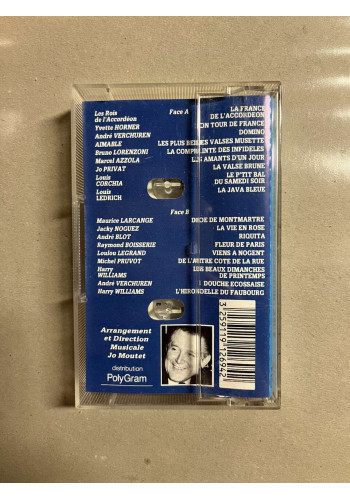 Les Rois
de l'Accordéon
Face A
LA FRANCE
DE L'ACCORDEON
Yvette HORNER
MON TOUR DE FRANCE
André VERCHUREN
DOMINO
AIMABLE
LES PLUS BELLES VALSES MUSETTE
Bruno LORENZONI
LA COMPLAINTE DES INFIDELES
Marcel AZZOLA
LES AMANTS D'UN JOUR
Jo PRIVAT
LA VALSE BRUNE
Louis
CORCHIA
LE P'TIT BAL
DU SAMEDI SOIR
Louis
LEDRICH
LA JAVA BLEUE
Face B
Maurice LARCANGE
DEDE DE MONTMARTRE
Jacky NOGUEZ
LA VIE EN ROSE
André BLOT
RIQUITA
Raymond BOISSERIE
FLEUR DE PARIS
Loulou LEGRAND
VIENS A NOGENT
Michel PRUVOT
DE L'AUTRE COTE DE LA RUE
Harry
WILLIAMS
LES BEAUX DIMANCHES
DE PRINTEMPS
André VERCHUREN
DOUCHE ECOSSAISE
Harry WILLIAMS
L'HIRONDELLE DU FAUBOURG
Arrangement
et Direction
Musicale
Jo Moutet
distribution
PolyGram